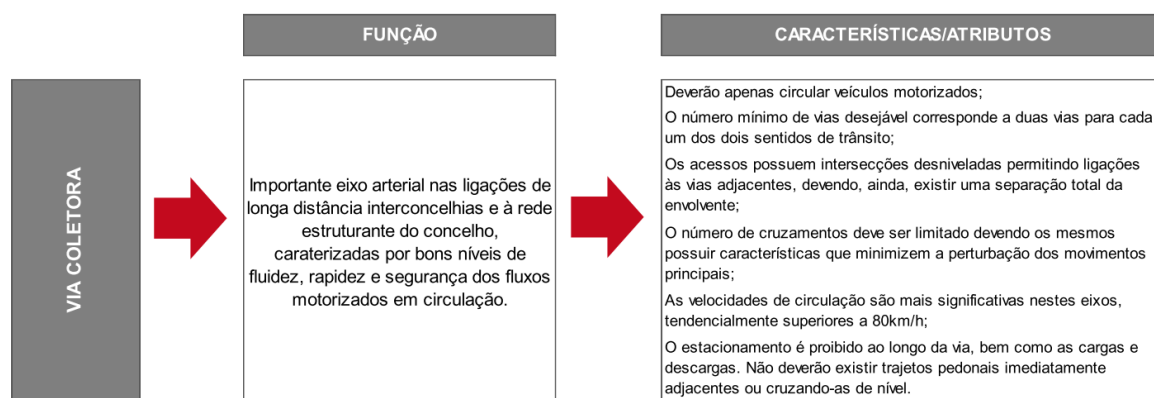 FUNÇÃO
CARACTERÍSTICAS/ATRIBUTOS
VIA COLETORA
Importante eixo arterial nas ligações de
longa distância interconcelhias e à rede
estruturante do concelho,
caraterizadas por bons níveis de
fluidez, rapidez e segurança dos fluxos
motorizados em circulação.
Deverão apenas circular veículos motorizados;
O número mínimo de vias desejável corresponde a duas vias para cada
um dos dois sentidos de trânsito;
Os acessos possuem intersecções desniveladas permitindo ligações
às vias adjacentes, devendo, ainda, existir uma separação total da
envolvente;
O número de cruzamentos deve ser limitado devendo os mesmos
possuir características que minimizem a perturbação dos movimentos
principais;
As velocidades de circulação são mais significativas nestes eixos,
tendencialmente superiores a 80km/h;
O estacionamento é proibido ao longo da via, bem como as cargas e
descargas. Não deverão existir trajetos pedonais imediatamente
adjacentes ou cruzando-as de nível.